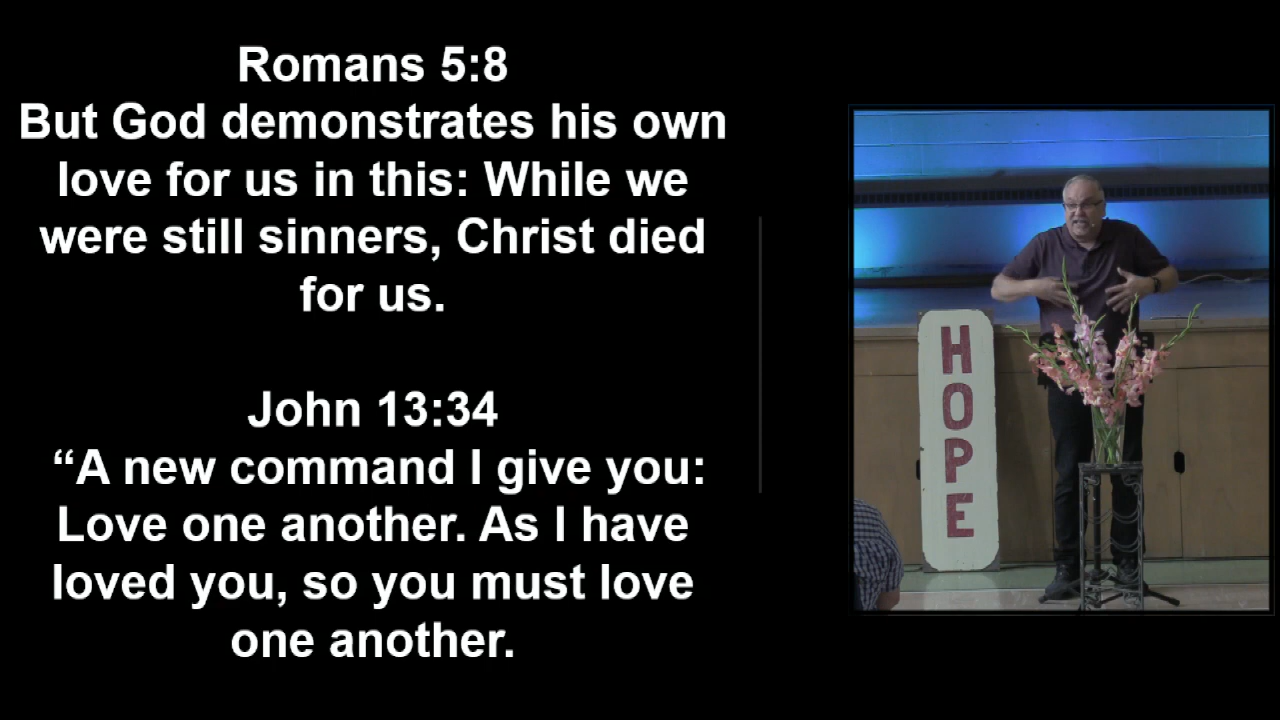 Romans 5:8
But God demonstrates his own
love for us in this: While we
were still sinners, Christ died
for us.
John 13:34
“A new command I give you:
Love one another. As I have
loved you, so you must love
one another.
HOPE